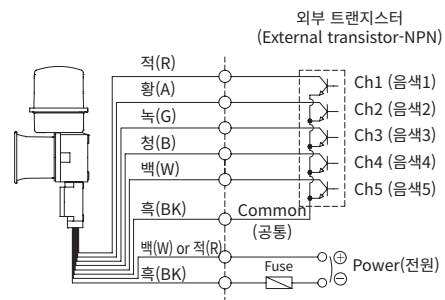 외부 트랜지스터
(External transistor-NPN)
적(R)
Ch1 (음색1)
황(A)
Ch2 (음색2)
녹(G)
Ch3 (음색3)
청(B)
Ch4 (음색4)
백(W)
Ch5 (음색5)
흑(BK)
Common
(공통)
백(W) or 적(R)
Fuse
Power(전원)
흑(BK)